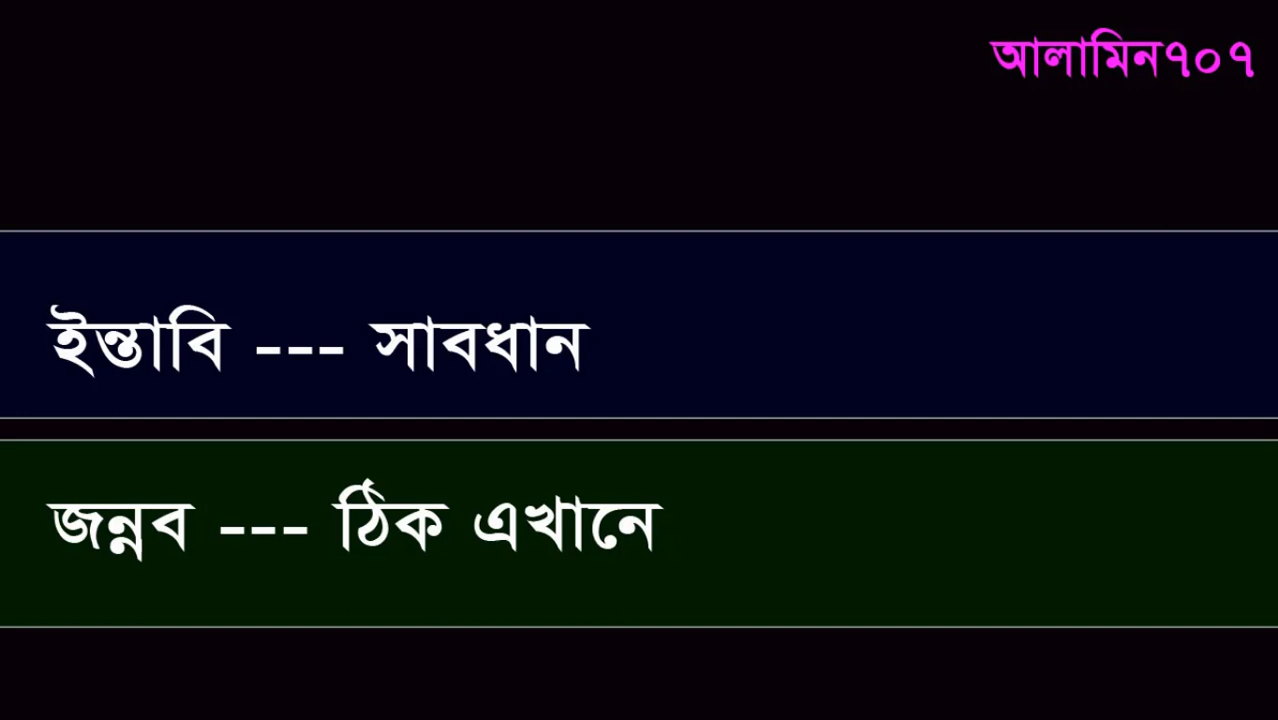 আলামিন৭০৭
ইন্তাবি --- সাবধান
জন্নব --- ঠিক এখানে